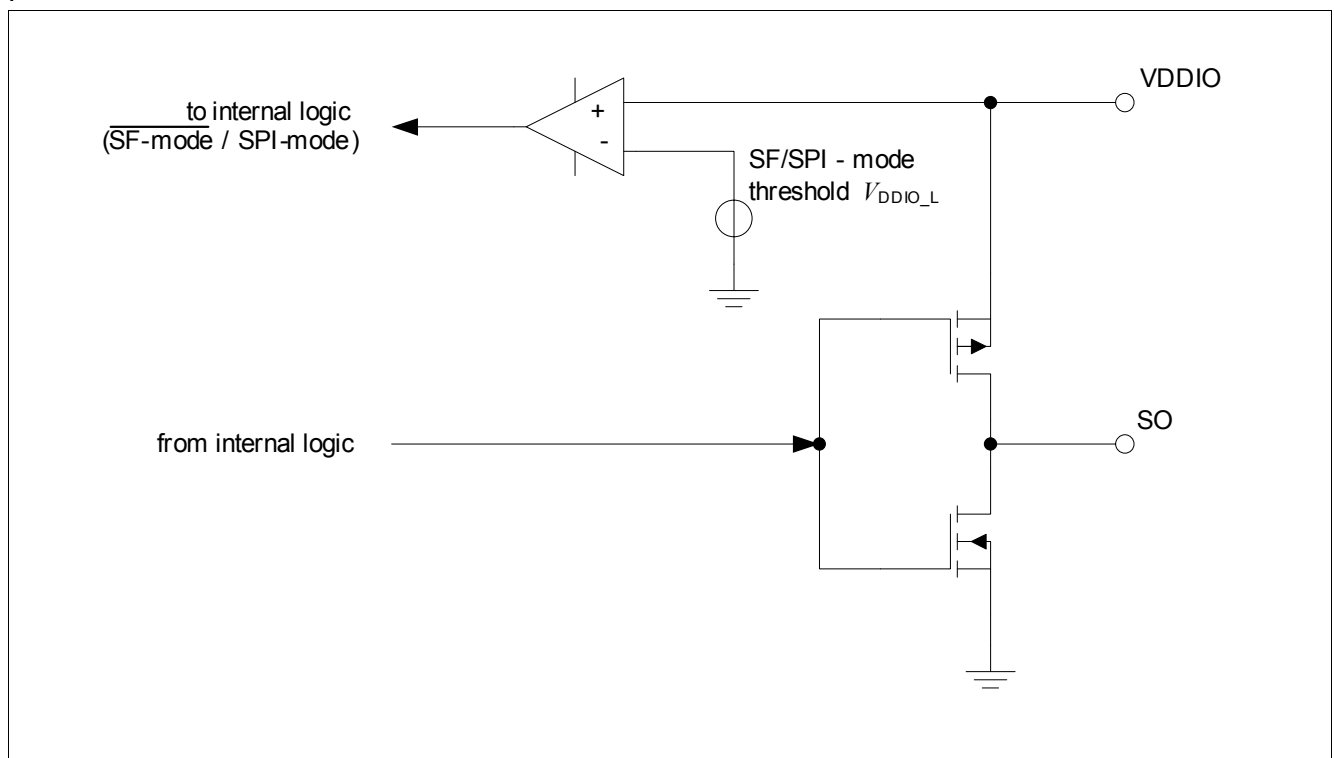 VDDIO
to internal logic
(SF-mode / SPI-mode)
+
-
SF/SPI - mode
threshold VDDIO_L
SO
from internal logic